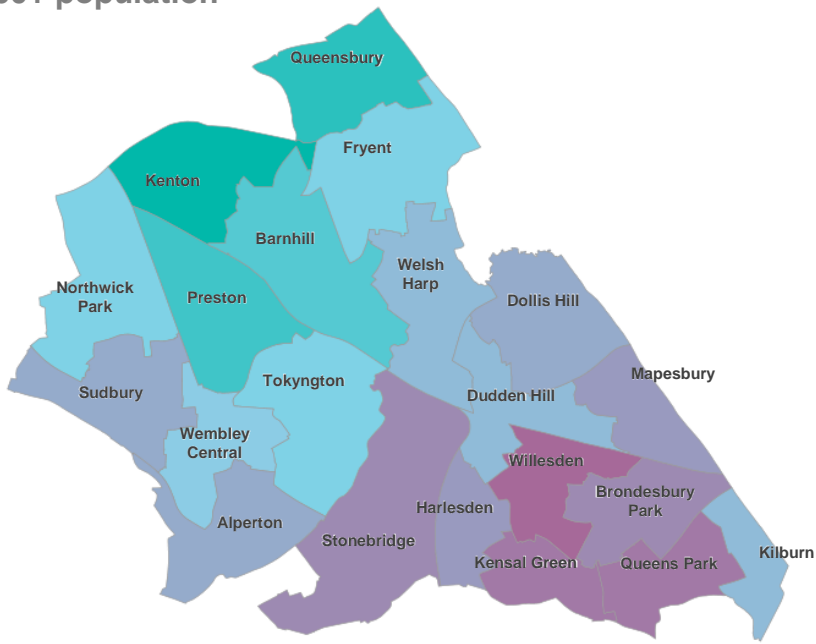 population
Queensbury
Fryent
Kenton
Barnhill
Welsh
Harp
Northwick
Park
Preston
Dollis Hill
Mapesbury
Sudbury
Tokyngton
Dudden Hill
Wembley
Central
Willesden
Brondesbury
Park
Harlesden
Alperton
Stonebridge
Kensal Green
Queens Park
Kilburn